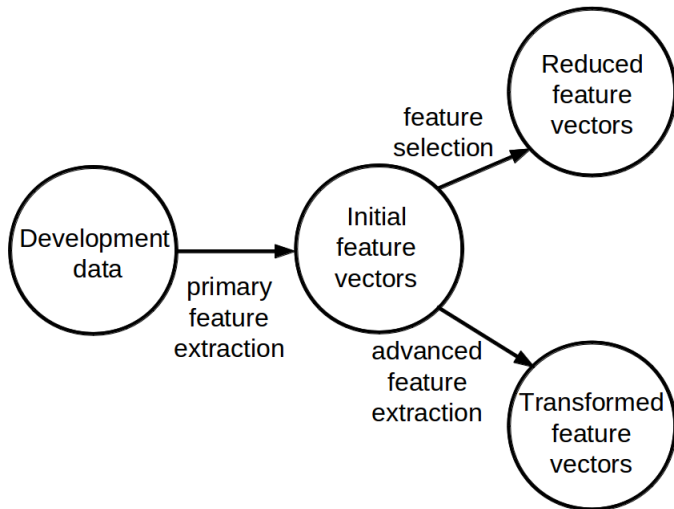 Development
data
primary
feature
extraction
Initial
feature
vectors
feature
selection
Reduced
feature
vectors
advanced
feature
extraction
Transformed
feature
vectors